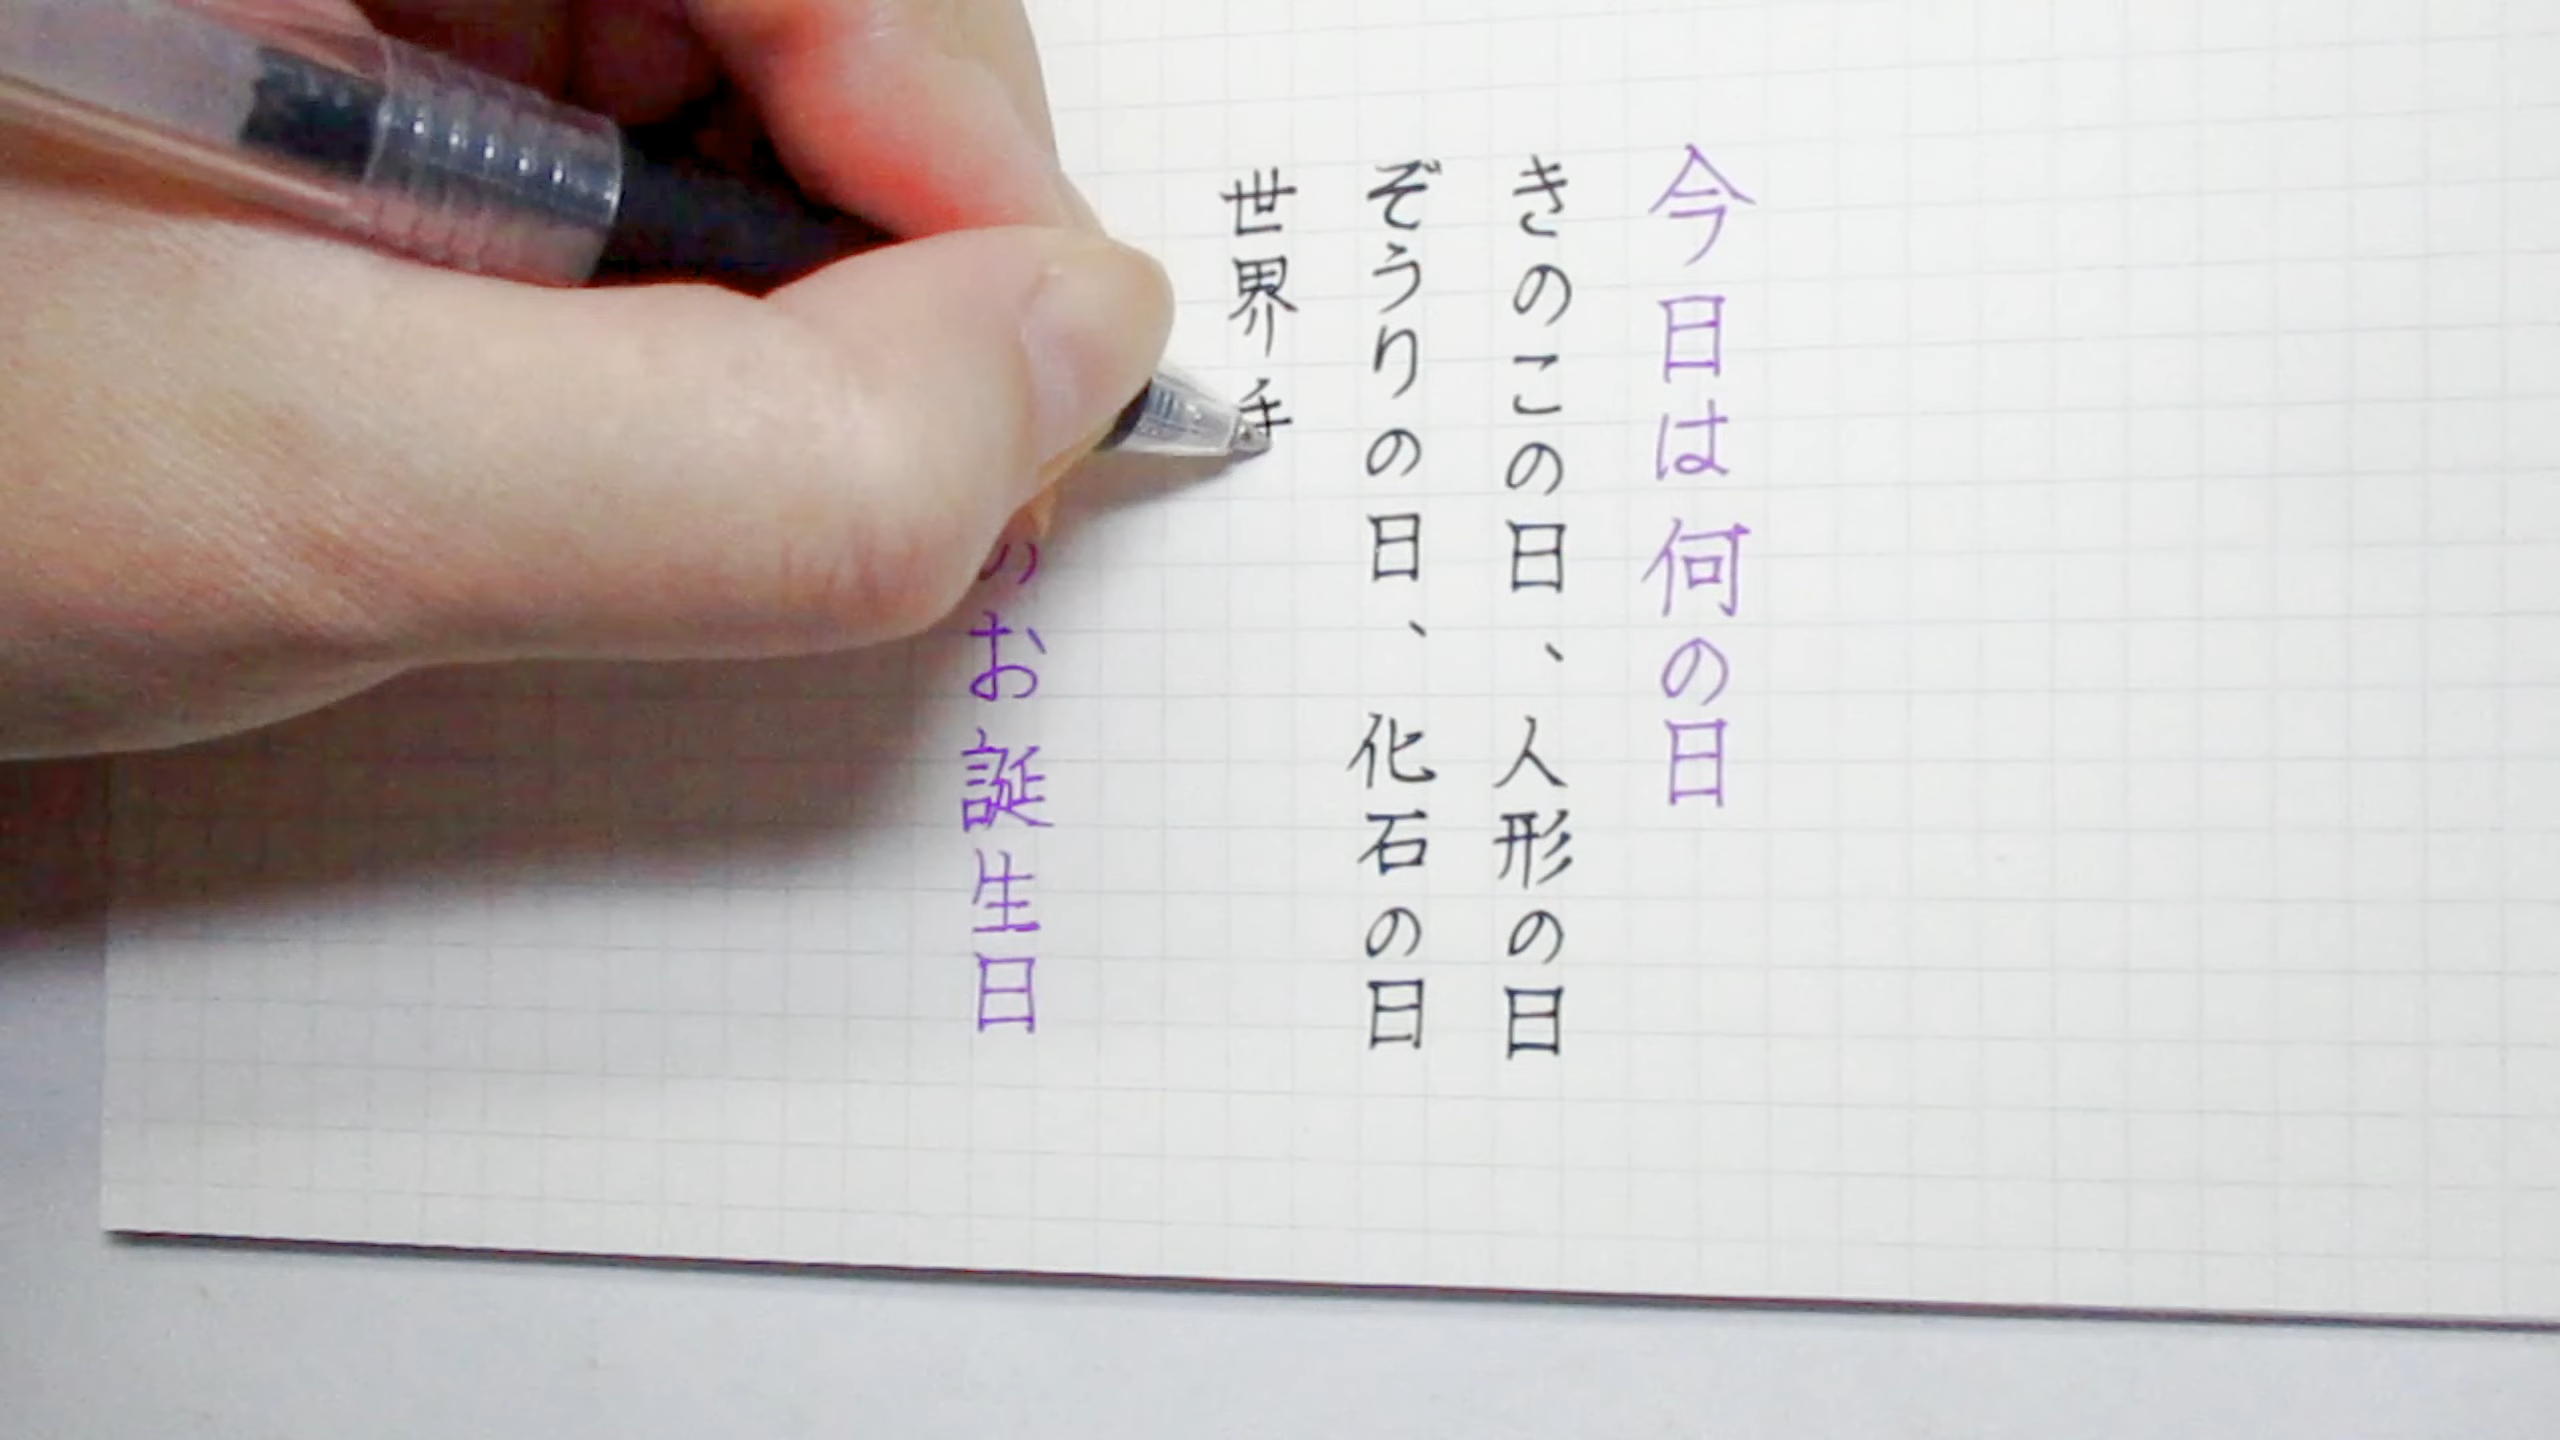 今日は何の日
きのこの日、人形の日
ぞうりの日、化石の日
世界手
のお誕生日